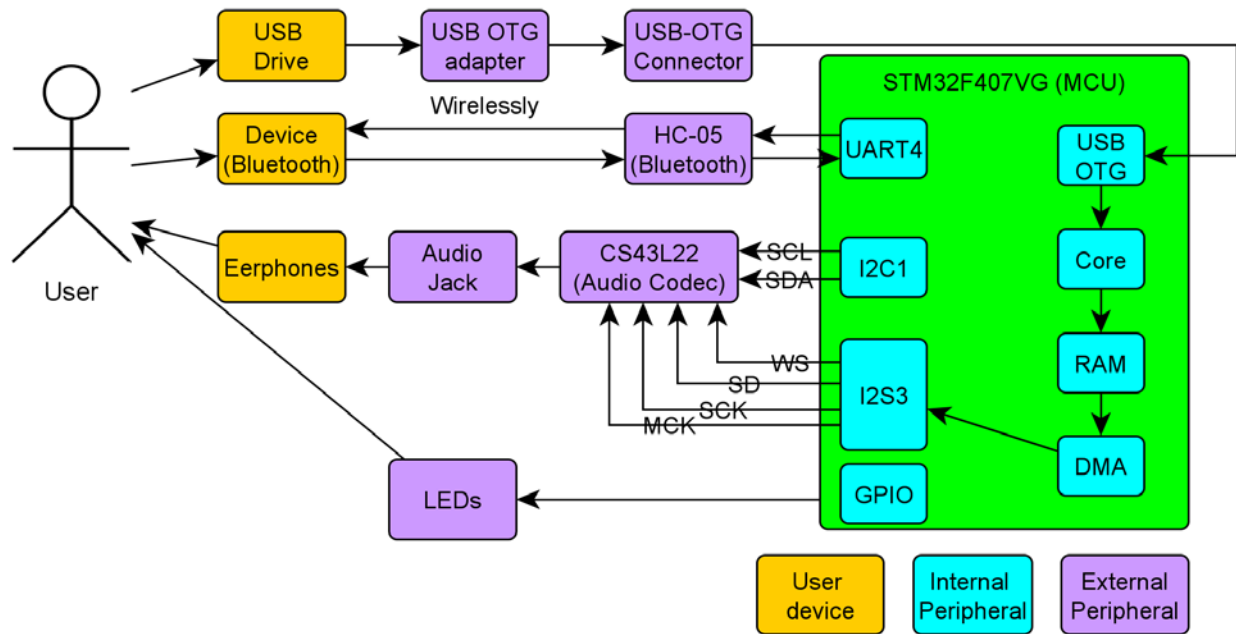 USB
Drive
USB OTG
adapter
USB-OTG
Connector
STM32F407VG (MCU)
Wirelessly
Device
(Bluetooth)
HC-05
(Bluetooth)
UART4
USB
OTG
User
Eerphones
Audio
Jack
CS43L22
(Audio Codec)
SCL
SDA
I2C1
Core
WS
SD
SCK
MCK
I2S3
RAM
DMA
LEDs
GPIO
User
device
Internal
Peripheral
External
Peripheral